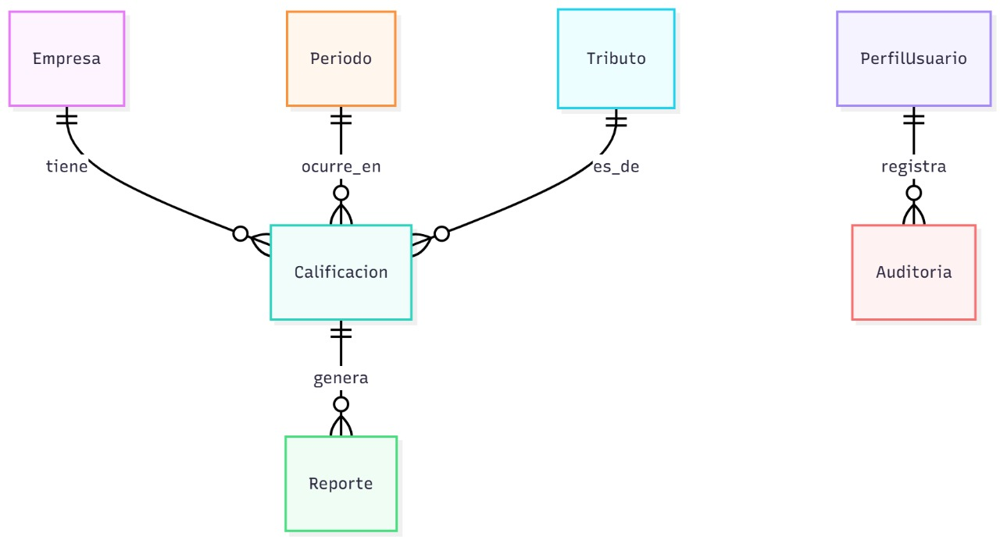 Empresa
Periodo
Tributo
PerfilUsuario
tiene
ocurre_en
es_de
registra
Calificacion
Auditoria
genera
Reporte